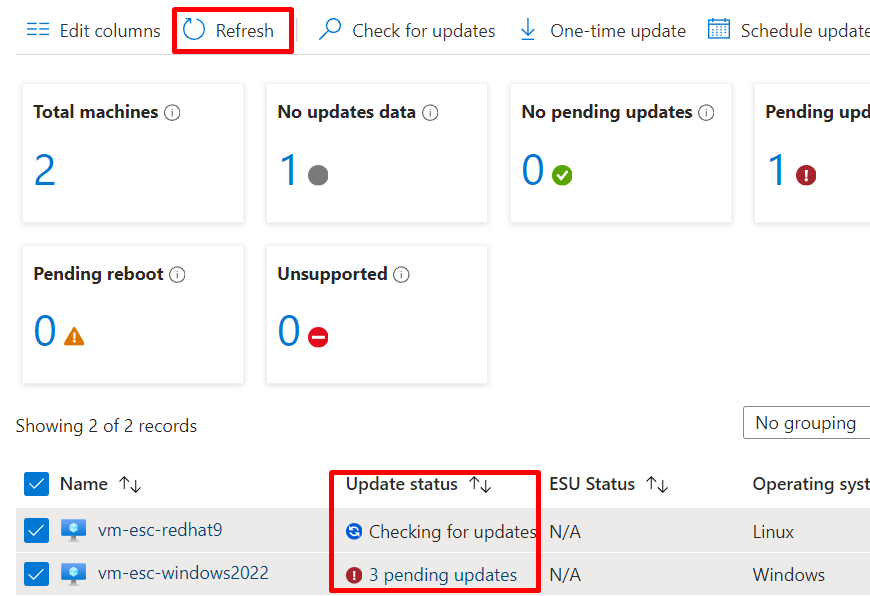 Edit columns Refresh Check for updates One-time update Schedule update
Total machines No updates data No pending updates Pending upd
2 1 0 1
Pending reboot Unsupported
0 0
Showing 2 of 2 records No grouping
Name Update status ESU Status Operating syst
vm-esc-redhat9 Checking for updates N/A Linux
vm-esc-windows2022 3 pending updates N/A Windows